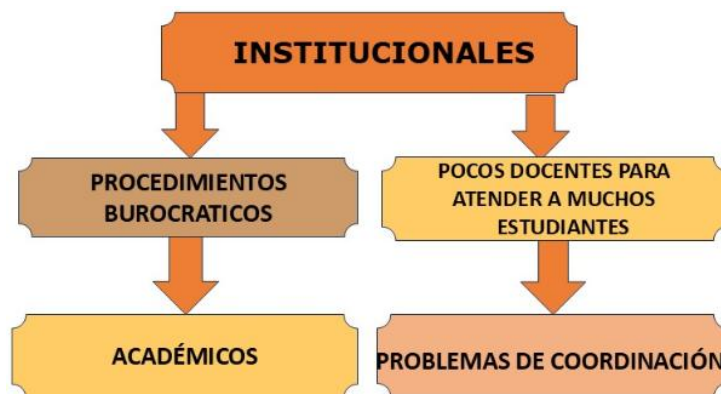 INSTITUCIONALES
PROCEDIMIENTOS
BUROCRATICOS
POCOS DOCENTES PARA
ATENDER A MUCHOS
ESTUDIANTES
ACADÉMICOS
PROBLEMAS DE COORDINACIÓN